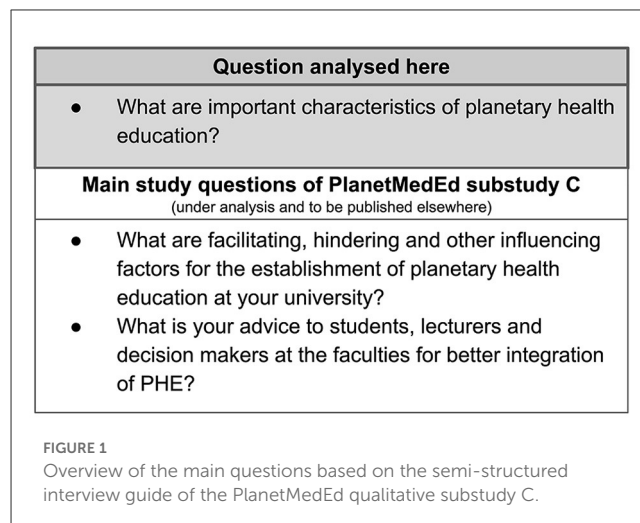 Question analysed here
● What are important characteristics of planetary health
education?
Main study questions of PlanetMedEd substudy C
(under analysis and to be published elsewhere)
● What are facilitating, hindering and other influencing
factors for the establishment of planetary health
education at your university?
● What is your advice to students, lecturers and
decision makers at the faculties for better integration
of PHE?
FIGURE 1
Overview of the main questions based on the semi-structured
interview guide of the PlanetMedEd qualitative substudy C.